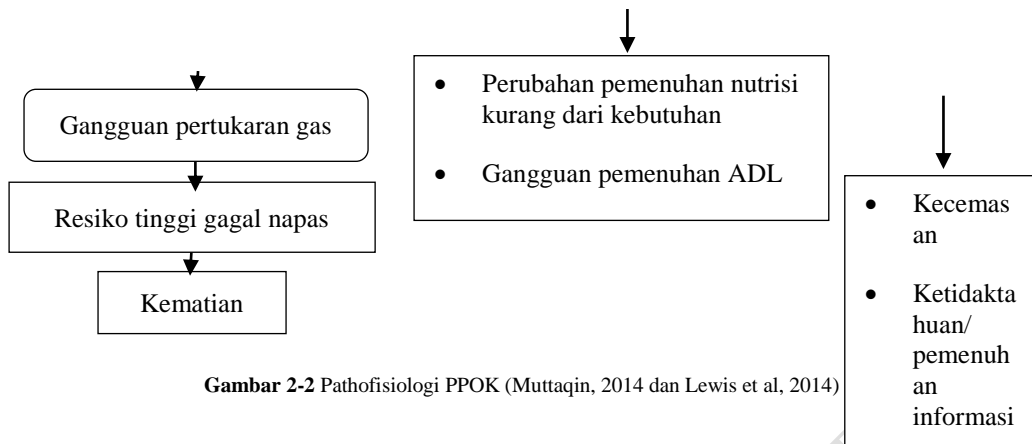 Gangguan pertukaran gas
Resiko tinggi gagal napas
Kematian
• Perubahan pemenuhan nutrisi
kurang dari kebutuhan
• Gangguan pemenuhan ADL
• Kecemas
an
• Ketidakta
huan/
pemenuh
an
informasi
Gambar 2-2 Pathofisiologi PPOK (Muttaqin, 2014 dan Lewis et al, 2014)